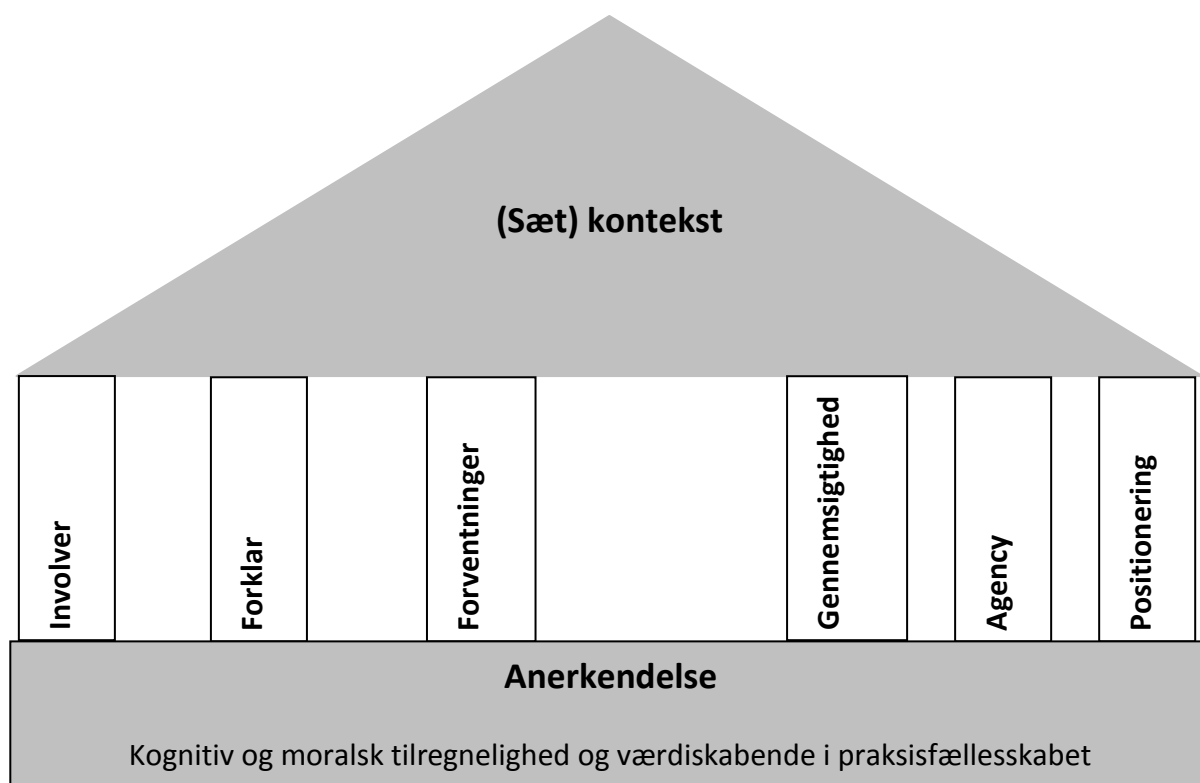 (Sæt) kontekst
Involver
Forklar
Forventninger
Gennemsigtighed
Agency
Positionering
Anerkendelse
Kognitiv og moralsk tilregnelighed og værdiskabende i praksisfællesskabet